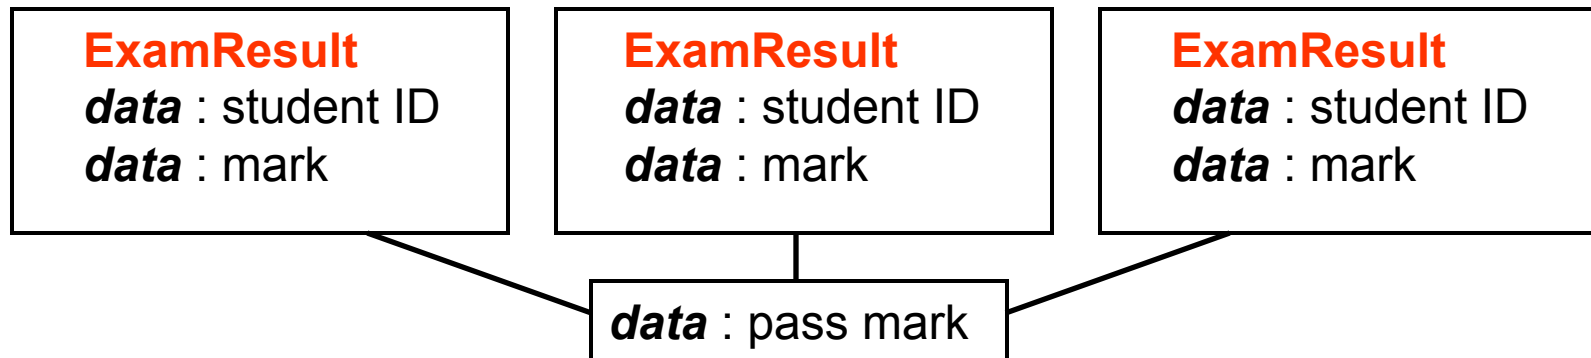 ExamResult
data : student ID
data : mark
ExamResult
data : student ID
data : mark
ExamResult
data : student ID
data : mark
data : pass mark